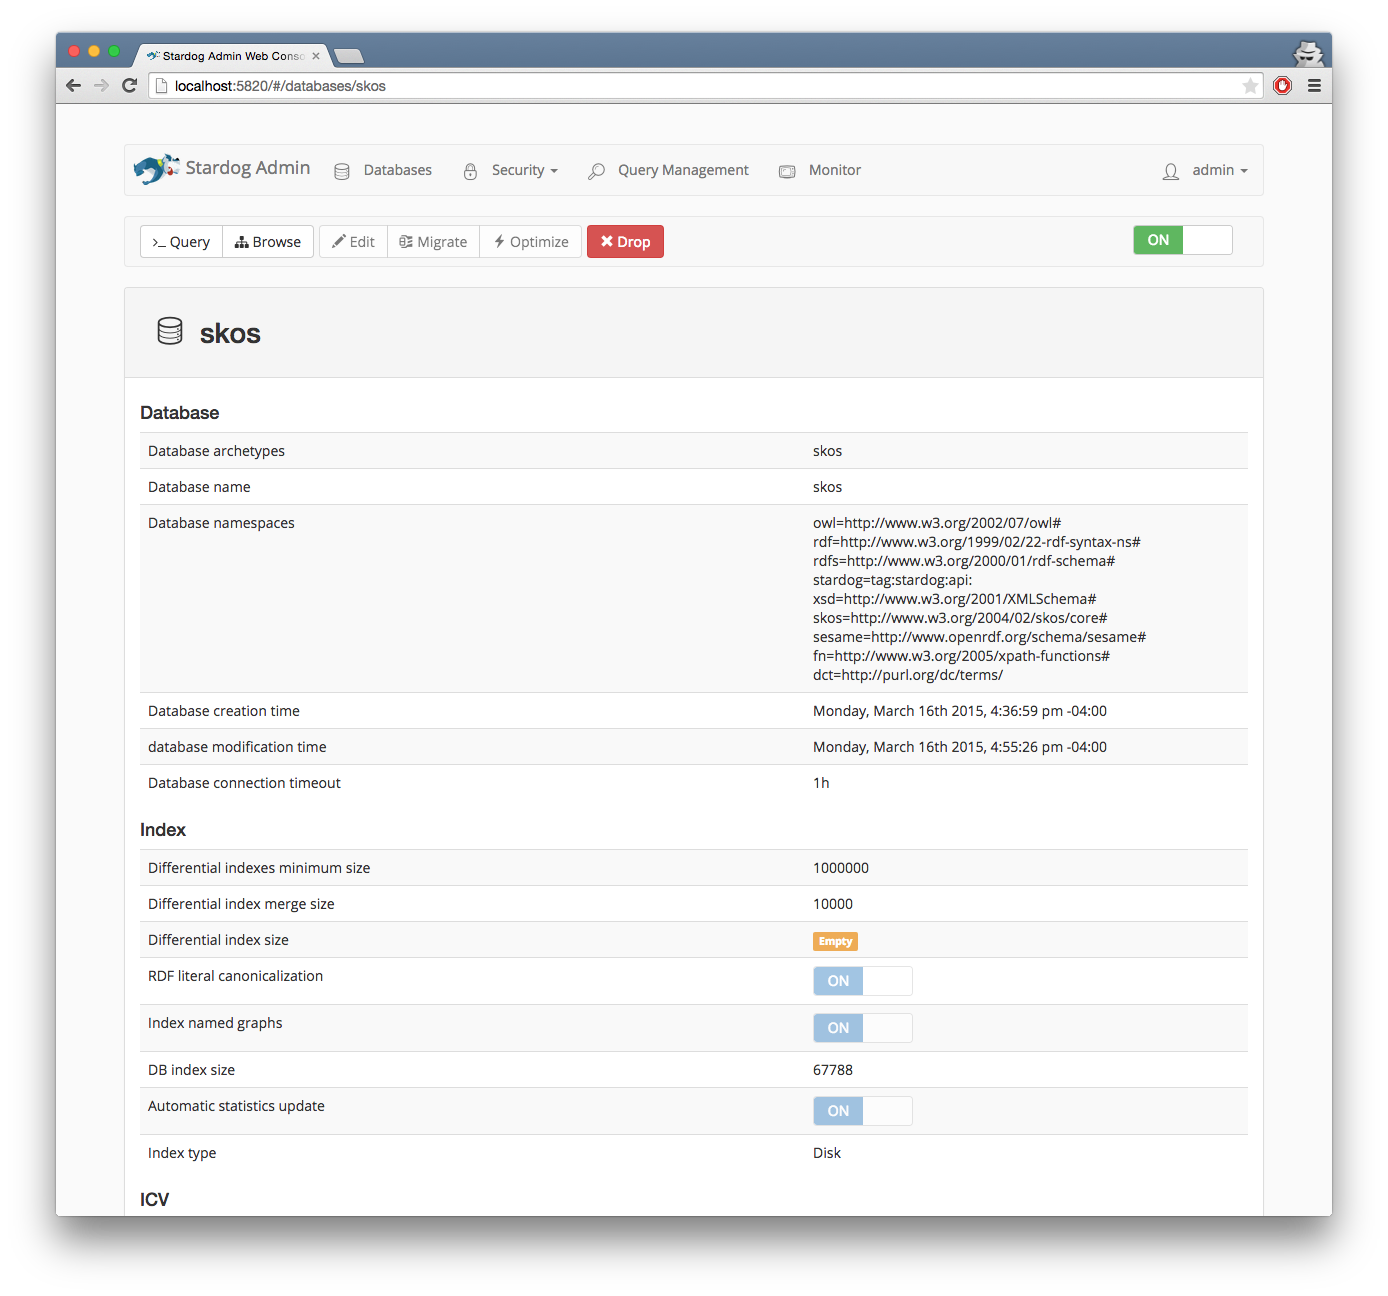 Stardog Admin Web Conso
localhost:5820/#/databases/skos
Stardog Admin Databases Security Query Management Monitor admin
>_ Query Browse Edit Migrate Optimize Drop ON
skos
Database
Database archetypes skos
Database name skos
Database namespaces owl=http://www.w3.org/2002/07/owl#
rdf=http://www.w3.org/1999/02/22-rdf-syntax-ns#
rdfs=http://www.w3.org/2000/01/rdf-schema#
stardog=tag:stardog:api:
xsd=http://www.w3.org/2001/XMLSchema#
skos=http://www.w3.org/2004/02/skos/core#
sesame=http://www.openrdf.org/schema/sesame#
fn=http://www.w3.org/2005/xpath-functions#
dct=http://purl.org/dc/terms/
Database creation time Monday, March 16th 2015, 4:36:59 pm -04:00
database modification time Monday, March 16th 2015, 4:55:26 pm -04:00
Database connection timeout 1h
Index
Differential indexes minimum size 1000000
Differential index merge size 10000
Differential index size Empty
RDF literal canonicalization ON
Index named graphs ON
DB index size 67788
Automatic statistics update ON
Index type Disk
ICV